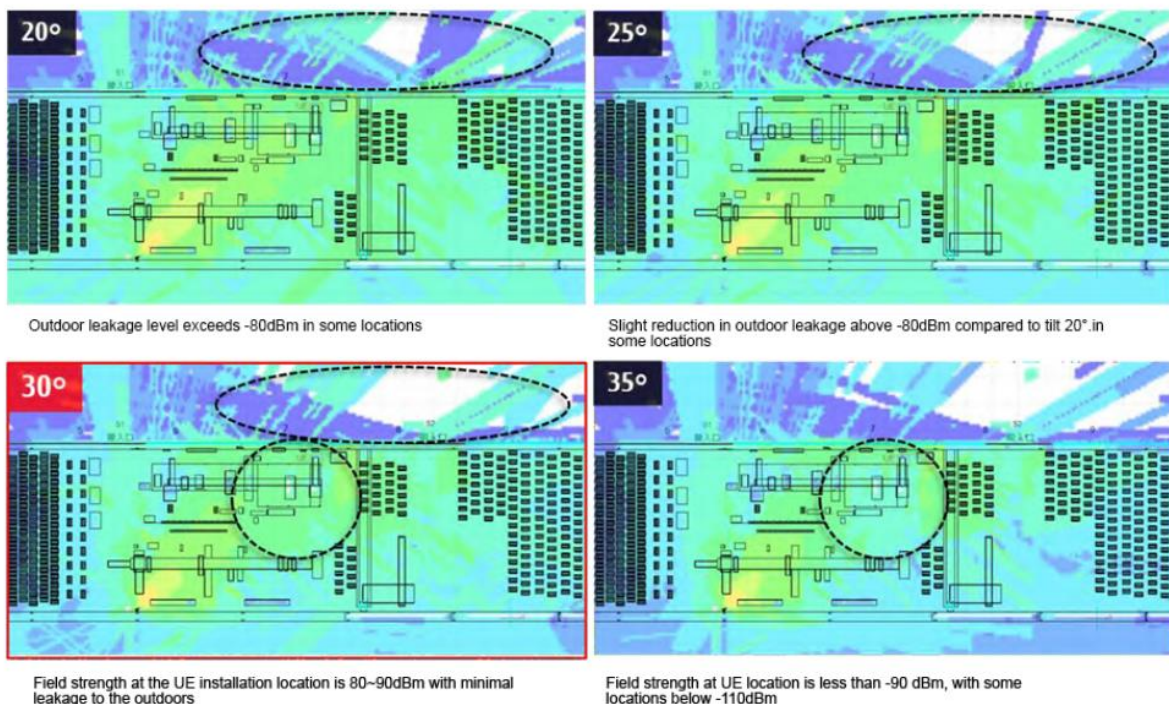 20°
25°
Outdoor leakage level exceeds -80dBm in some locations
Slight reduction in outdoor leakage above -80dBm compared to tilt 20°.in
some locations
30°
35°
Field strength at the UE installation location is 80~90dBm with minimal
leakage to the outdoors
Field strength at UE location is less than -90 dBm, with some
locations below -110dBm